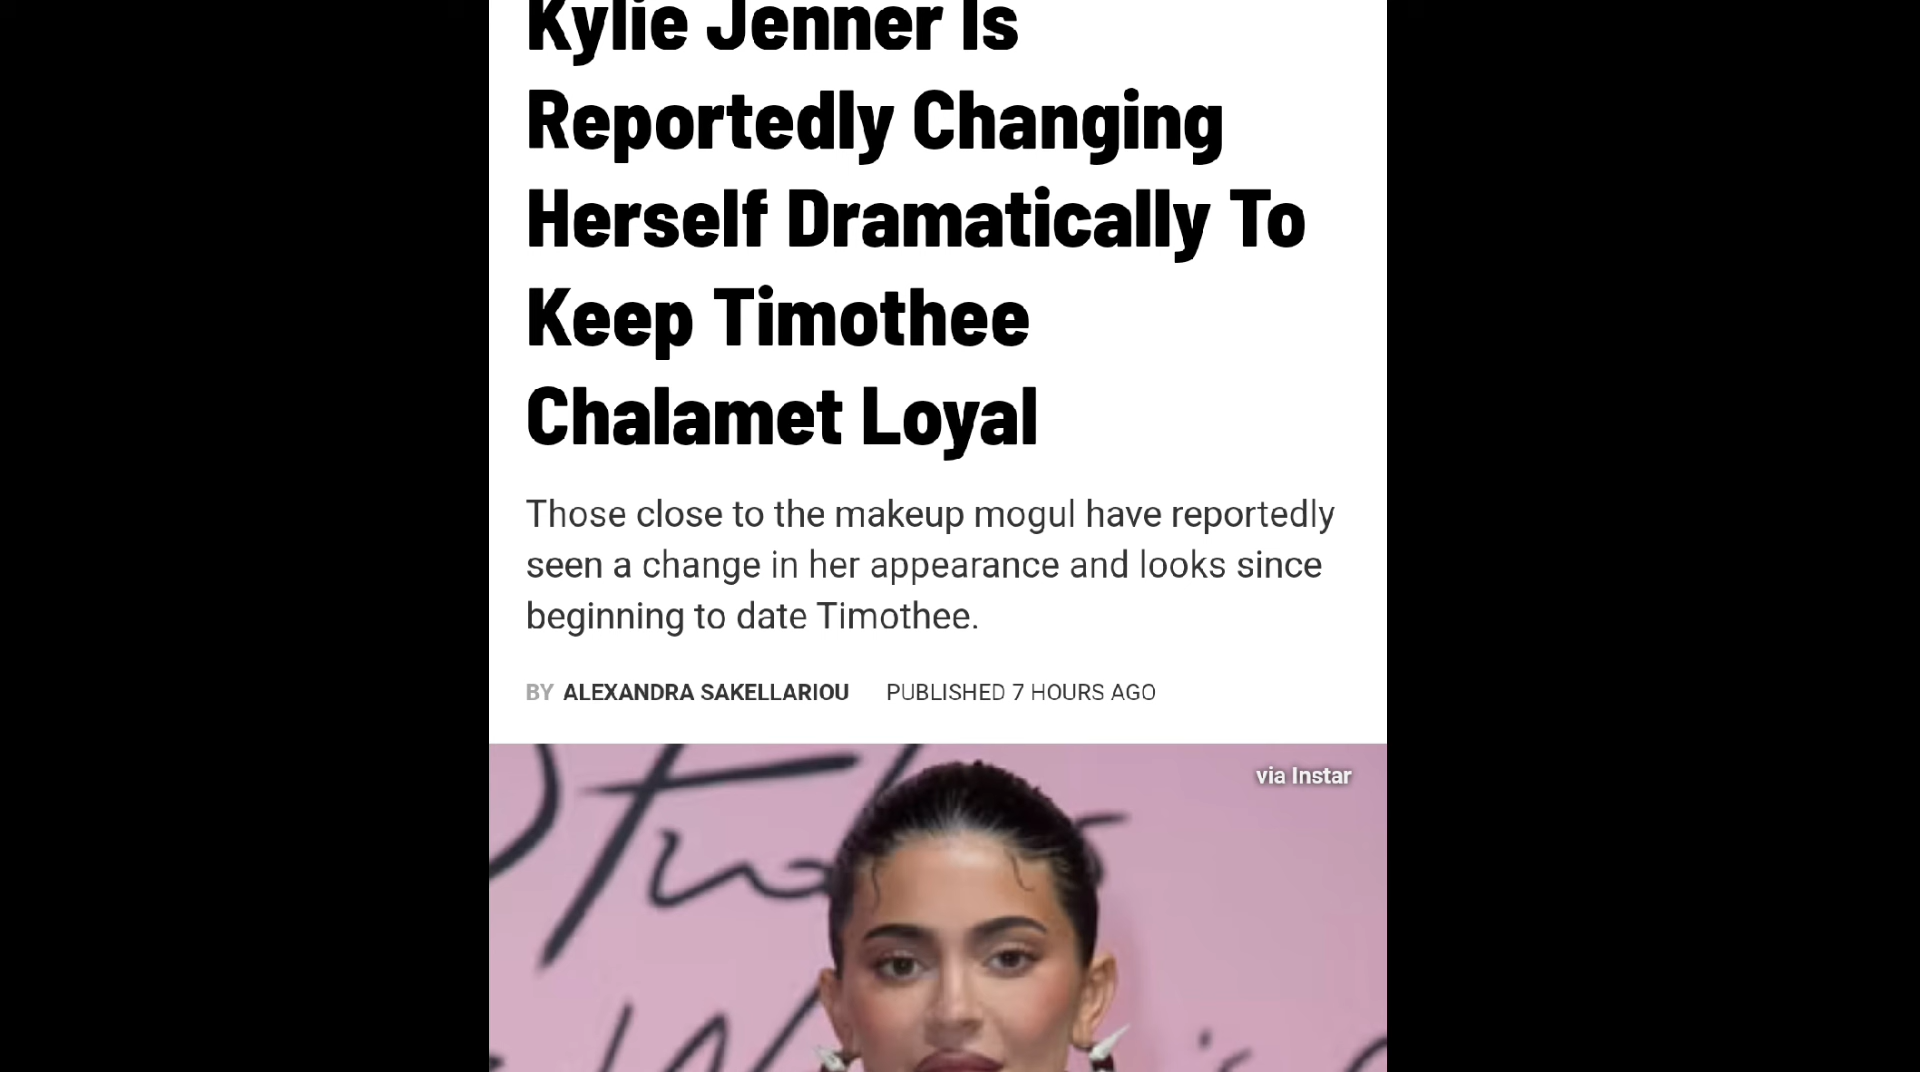 Kylie Jenner Is
Reportedly Changing
Herself Dramatically To
Keep Timothee
Chalamet Loyal
Those close to the makeup mogul have reportedly
seen a change in her appearance and looks since
beginning to date Timothee.
BY ALEXANDRA SAKELLARIOU PUBLISHED 7 HOURS AGO
via Instar